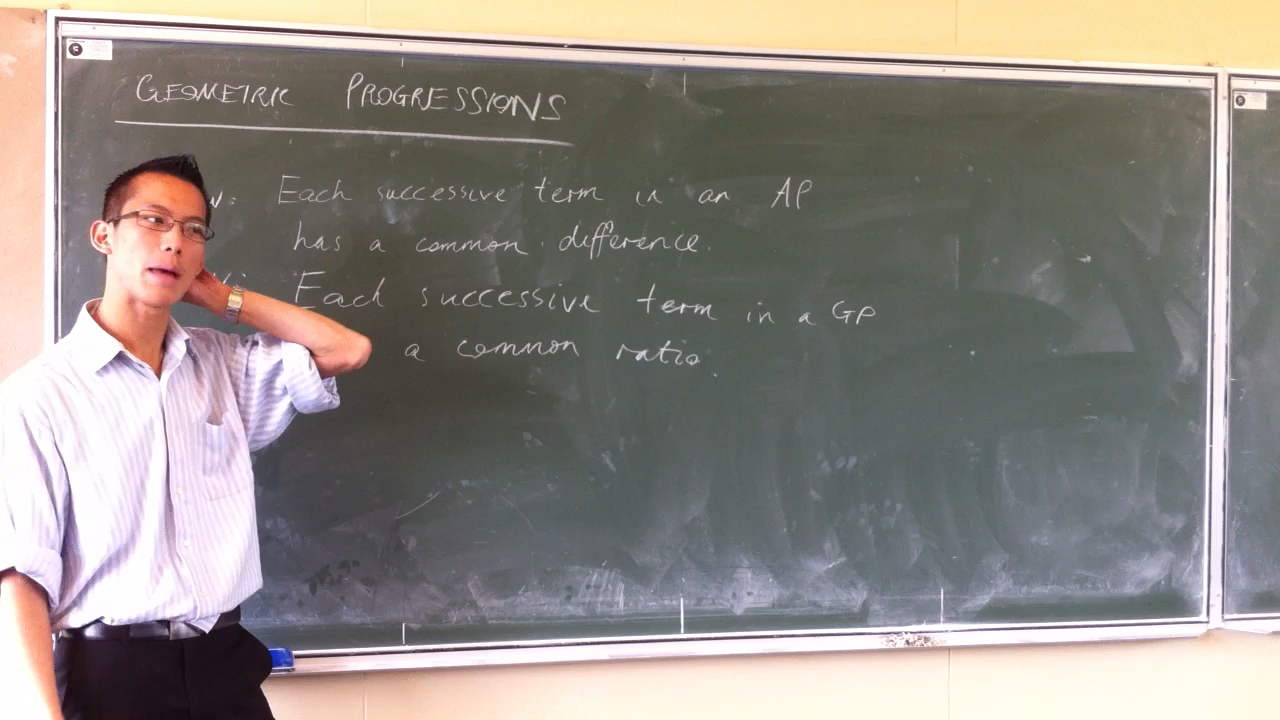 GEOMETRIC PROGRESSIONS
Each successive term in an AP
has a common difference.
Each successive term in a GP
a common ratio.